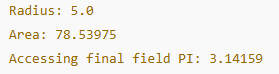 Radius: 5.0
Area: 78.53975
Accessing final field PI: 3.14159